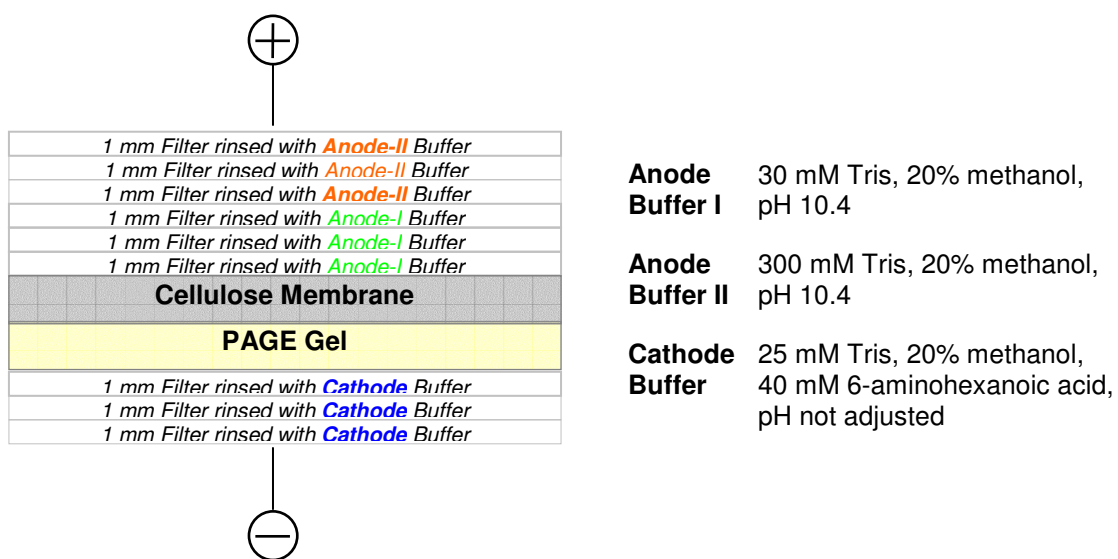 1 mm Filter rinsed with Anode-II Buffer
1 mm Filter rinsed with Anode-II Buffer
1 mm Filter rinsed with Anode-II Buffer
1 mm Filter rinsed with Anode-I Buffer
1 mm Filter rinsed with Anode-I Buffer
1 mm Filter rinsed with Anode-I Buffer
Cellulose Membrane
PAGE Gel
1 mm Filter rinsed with Cathode Buffer
1 mm Filter rinsed with Cathode Buffer
1 mm Filter rinsed with Cathode Buffer
Anode 30 mM Tris, 20% methanol,
Buffer I pH 10.4
Anode 300 mM Tris, 20% methanol,
Buffer II pH 10.4
Cathode 25 mM Tris, 20% methanol,
Buffer 40 mM 6-aminohexanoic acid,
pH not adjusted